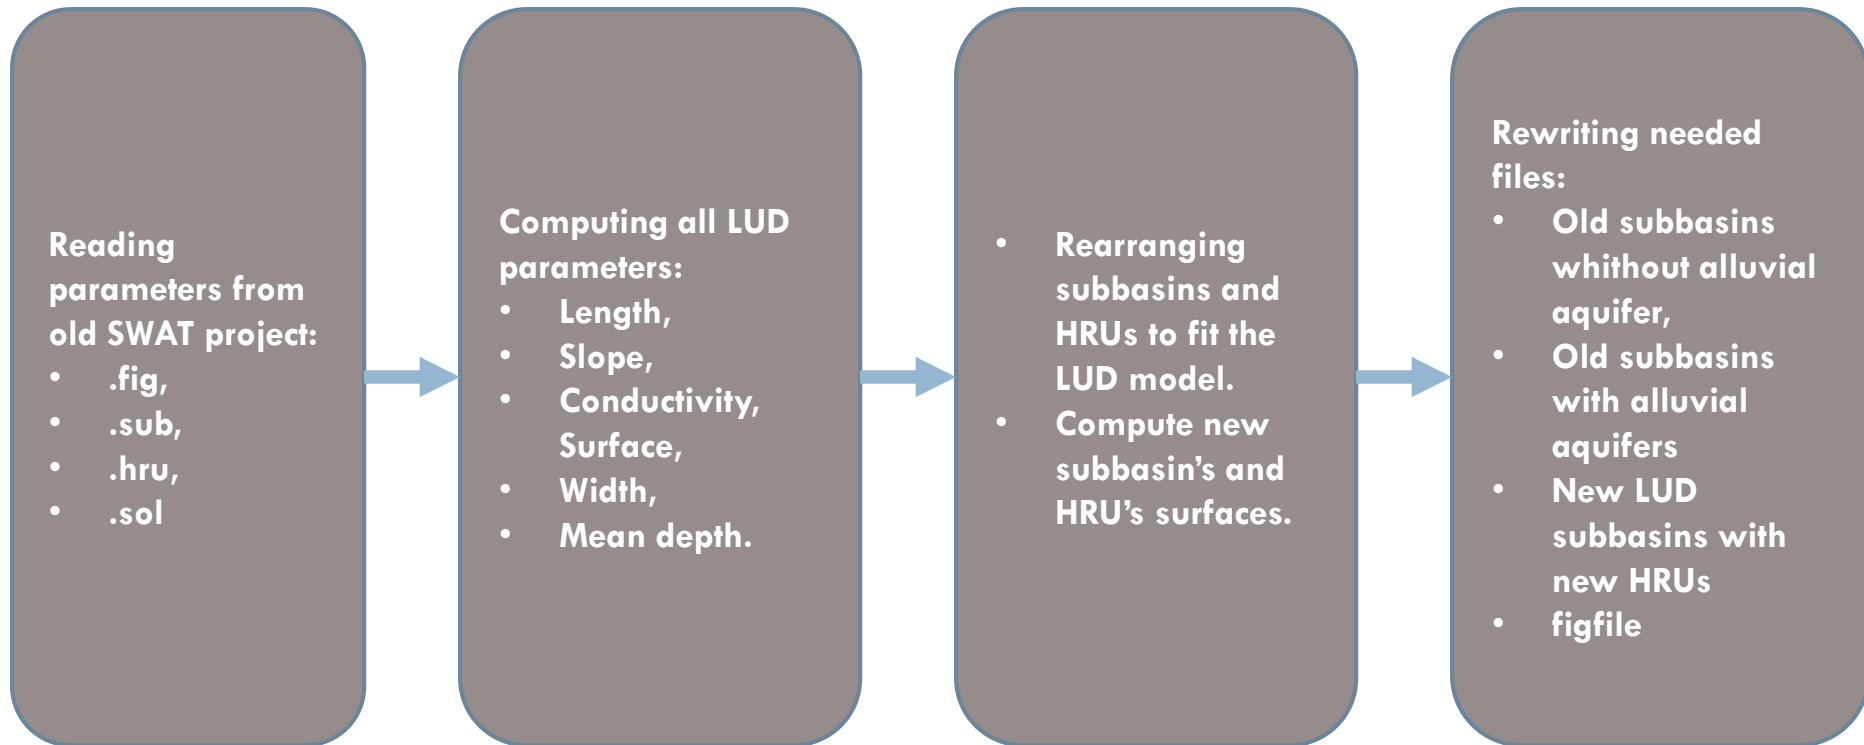 Reading
parameters from
old SWAT project:
• .fig,
• .sub,
• .hru,
• .sol
Computing all LUD
parameters:
• Length,
• Slope,
• Conductivity,
Surface,
• Width,
• Mean depth.
• Rearranging
subbasins and
HRUs to fit the
LUD model.
• Compute new
subbasin’s and
HRU’s surfaces.
Rewriting needed
files:
• Old subbasins
whithout alluvial
aquifer,
• Old subbasins
with alluvial
aquifers
• New LUD
subbasins with
new HRUs
• figfile